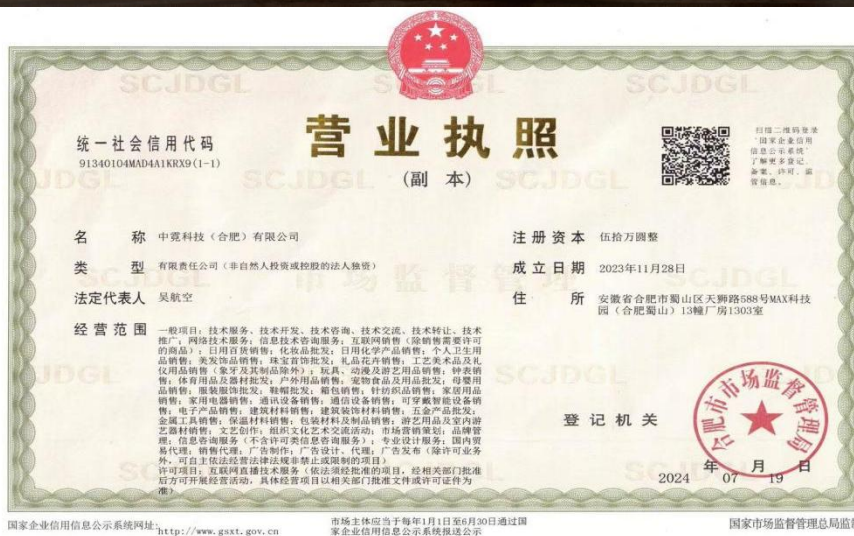 统一社会信用代码
91340104MAD4A1KRX9(1-1)
营业执照
(副 本)
扫描二维码登录
“国家企业信用
信息公示系统”
了解更多登记、
备案、许可、监
管信息。
名 称 中霓科技（合肥）有限公司
类 型 有限责任公司（非自然人投资或控股的法人独资）
法定代表人 吴航空
经营范围 一般项目：技术服务、技术开发、技术咨询、技术交流、技术转让、技术
推广；网络技术服务；信息技术咨询服务；互联网销售（除销售需要许可
的商品）；日用百货销售；化妆品批发；日用化学产品销售；个人卫生用
品销售；美发饰品销售；珠宝首饰批发；礼品花卉销售；工艺美术品及礼
仪用品销售（象牙及其制品除外）；玩具、动漫及游艺用品销售；钟表销
售；体育用品及器材批发；户外用品销售；宠物食品及用品批发；母婴用
品销售；服装服饰批发；鞋帽批发；箱包销售；针纺织品销售；家居用品
销售；家用电器销售；通讯设备销售；通信设备销售；可穿戴智能设备销
售；电子产品销售；建筑材料销售；建筑装饰材料销售；五金产品批发；
金属工具销售；保温材料销售；包装材料及制品销售；游艺用品及室内游
艺器材销售；文艺创作；组织文化艺术交流活动；市场营销策划；品牌管
理；信息咨询服务（不含许可类信息咨询服务）；专业设计服务；国内贸
易代理；销售代理；广告制作；广告设计、代理；广告发布（除许可业务
外，可自主依法经营法律法规非禁止或限制的项目）
许可项目：互联网直播技术服务（依法须经批准的项目，经相关部门批准
后方可开展经营活动，具体经营项目以相关部门批准文件或许可证件为
准）
注册资本 伍拾万圆整
成立日期 2023年11月28日
住 所 安徽省合肥市蜀山区天狮路588号MAX科技
园（合肥蜀山）13幢厂房1303室
登记机关
合肥市市场监督管理局
2024 年 07 月 19 日
国家企业信用信息公示系统网址：http://www.gsxt.gov.cn
市场主体应当于每年1月1日至6月30日通过国
家企业信用信息公示系统报送公示
国家市场监督管理总局监制
SCJDGL
市场监督管理